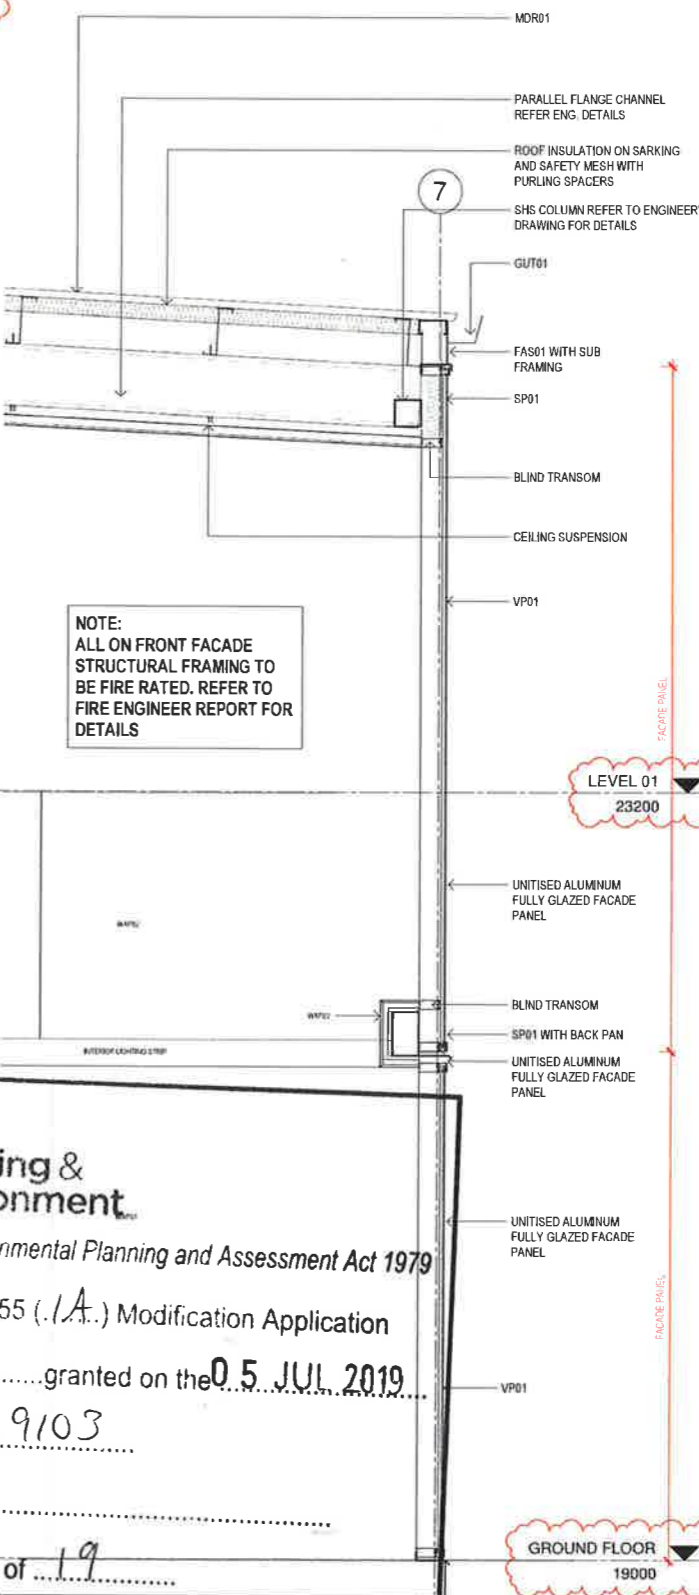 MDR01
PARALLEL FLANGE CHANNEL
REFER ENG. DETAILS
ROOF INSULATION ON SARKING
AND SAFETY MESH WITH
PURLING SPACERS
7
SHS COLUMN REFER TO ENGINEER'
DRAWING FOR DETAILS
GUT01
FAS01 WITH SUB
FRAMING
SP01
BLIND TRANSOM
CEILING SUSPENSION
VP01
NOTE:
ALL ON FRONT FACADE
STRUCTURAL FRAMING TO
BE FIRE RATED. REFER TO
FIRE ENGINEER REPORT FOR
DETAILS
FACADE PANEL
LEVEL 01
23200
UNITISED ALUMINUM
FULLY GLAZED FACADE
PANEL
BLIND TRANSOM
SP01 WITH BACK PAN
INTERIOR LIGHTING STRIP
UNITISED ALUMINUM
FULLY GLAZED FACADE
PANEL
ing &
onment
nmental Planning and Assessment Act 1979
UNITISED ALUMINUM
FULLY GLAZED FACADE
PANEL
55 (.1A.) Modification Application
FACADE PANEL
......granted on the 05 JUL 2019
VP01
9103
GROUND FLOOR
19000
of 19